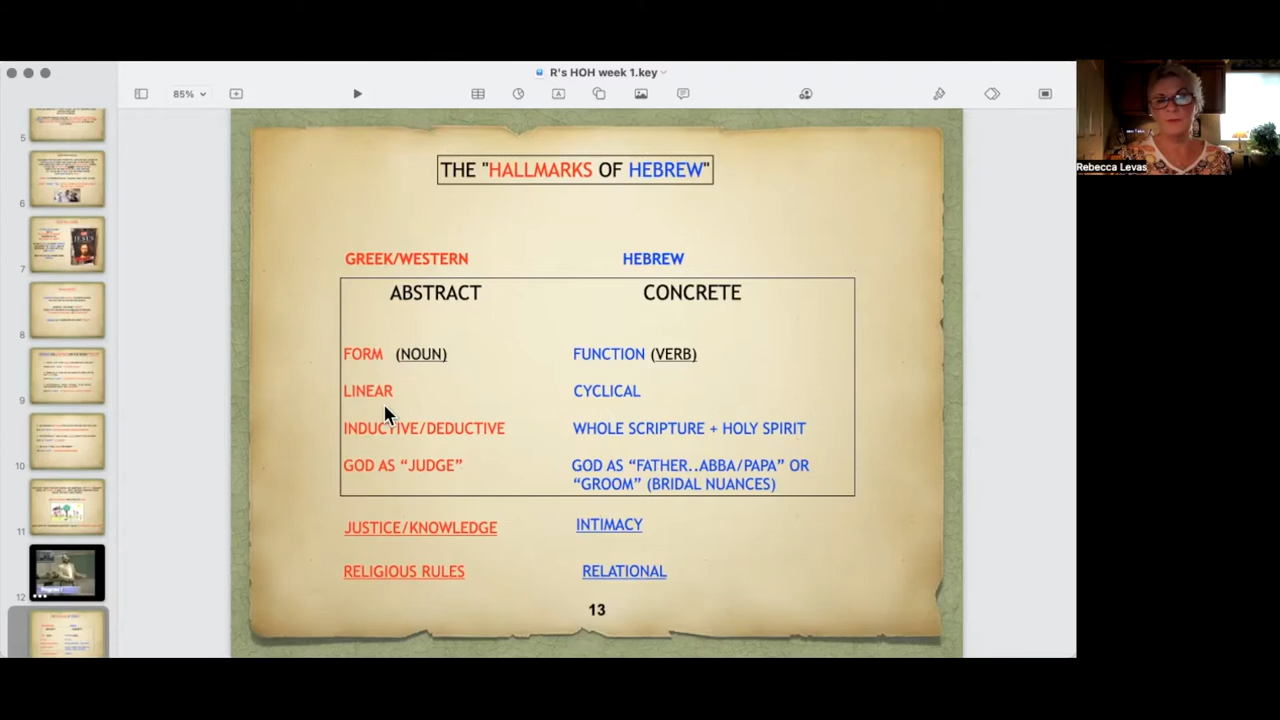 R's HOH week 1.key
85%
THE "HALLMARKS OF HEBREW"
GREEK/WESTERN HEBREW
ABSTRACT CONCRETE
FORM (NOUN) FUNCTION (VERB)
LINEAR CYCLICAL
INDUCTIVE/DEDUCTIVE WHOLE SCRIPTURE + HOLY SPIRIT
GOD AS “JUDGE” GOD AS “FATHER..ABBA/PAPA” OR
“GROOM” (BRIDAL NUANCES)
JUSTICE/KNOWLEDGE INTIMACY
RELIGIOUS RULES RELATIONAL
13
5
6
7
JESUS
8
9
10
11
12
Rebecca Levas